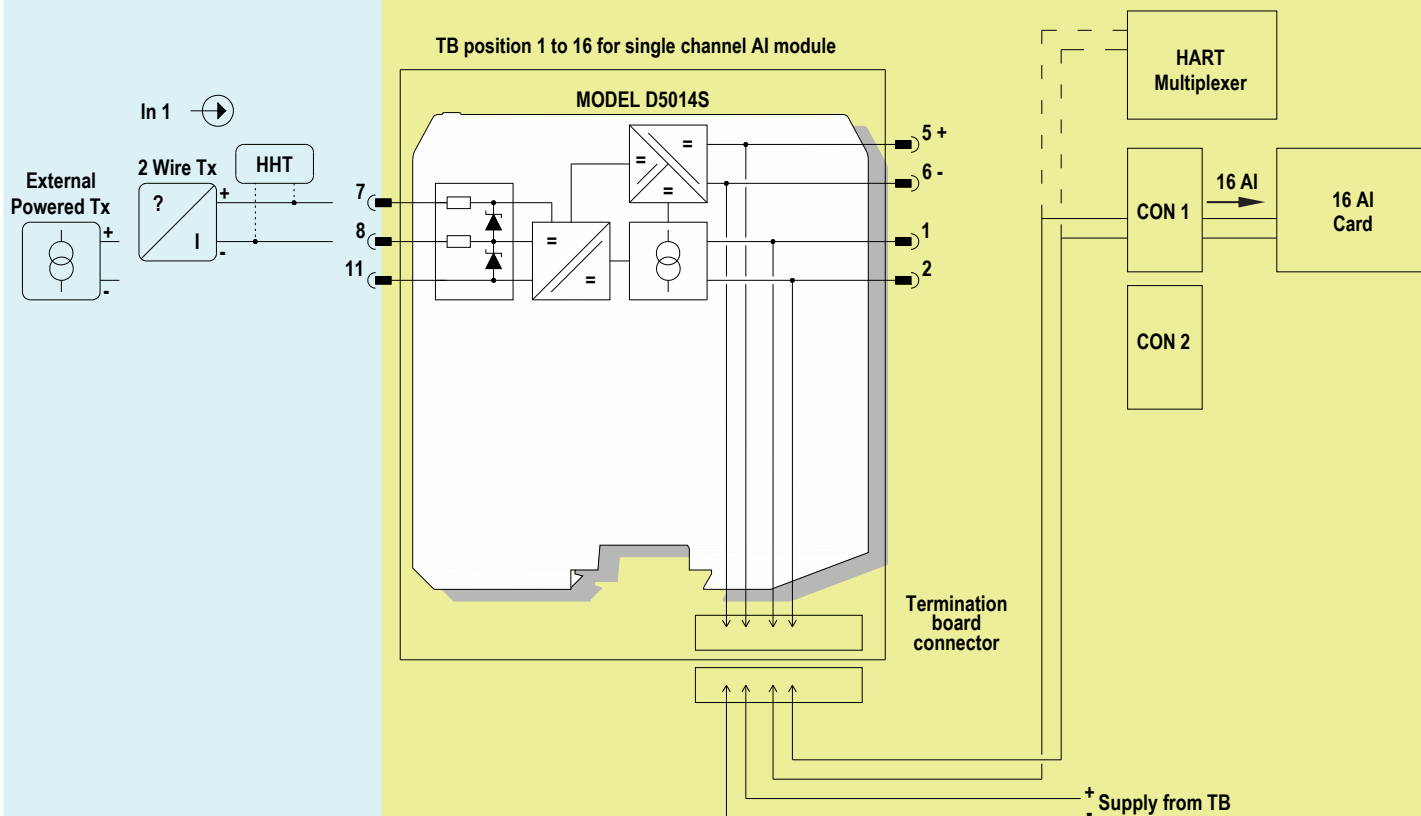 TB position 1 to 16 for single channel AI module
HART
Multiplexer
MODEL D5014S
In 1
External
Powered Tx
+
-
2 Wire Tx
?
I
+
-
HHT
7
8
11
=
=
=
=
=
5 +
6 -
1
2
CON 1
16 AI
16 AI
Card
CON 2
Termination
board
connector
+
Supply from TB
-